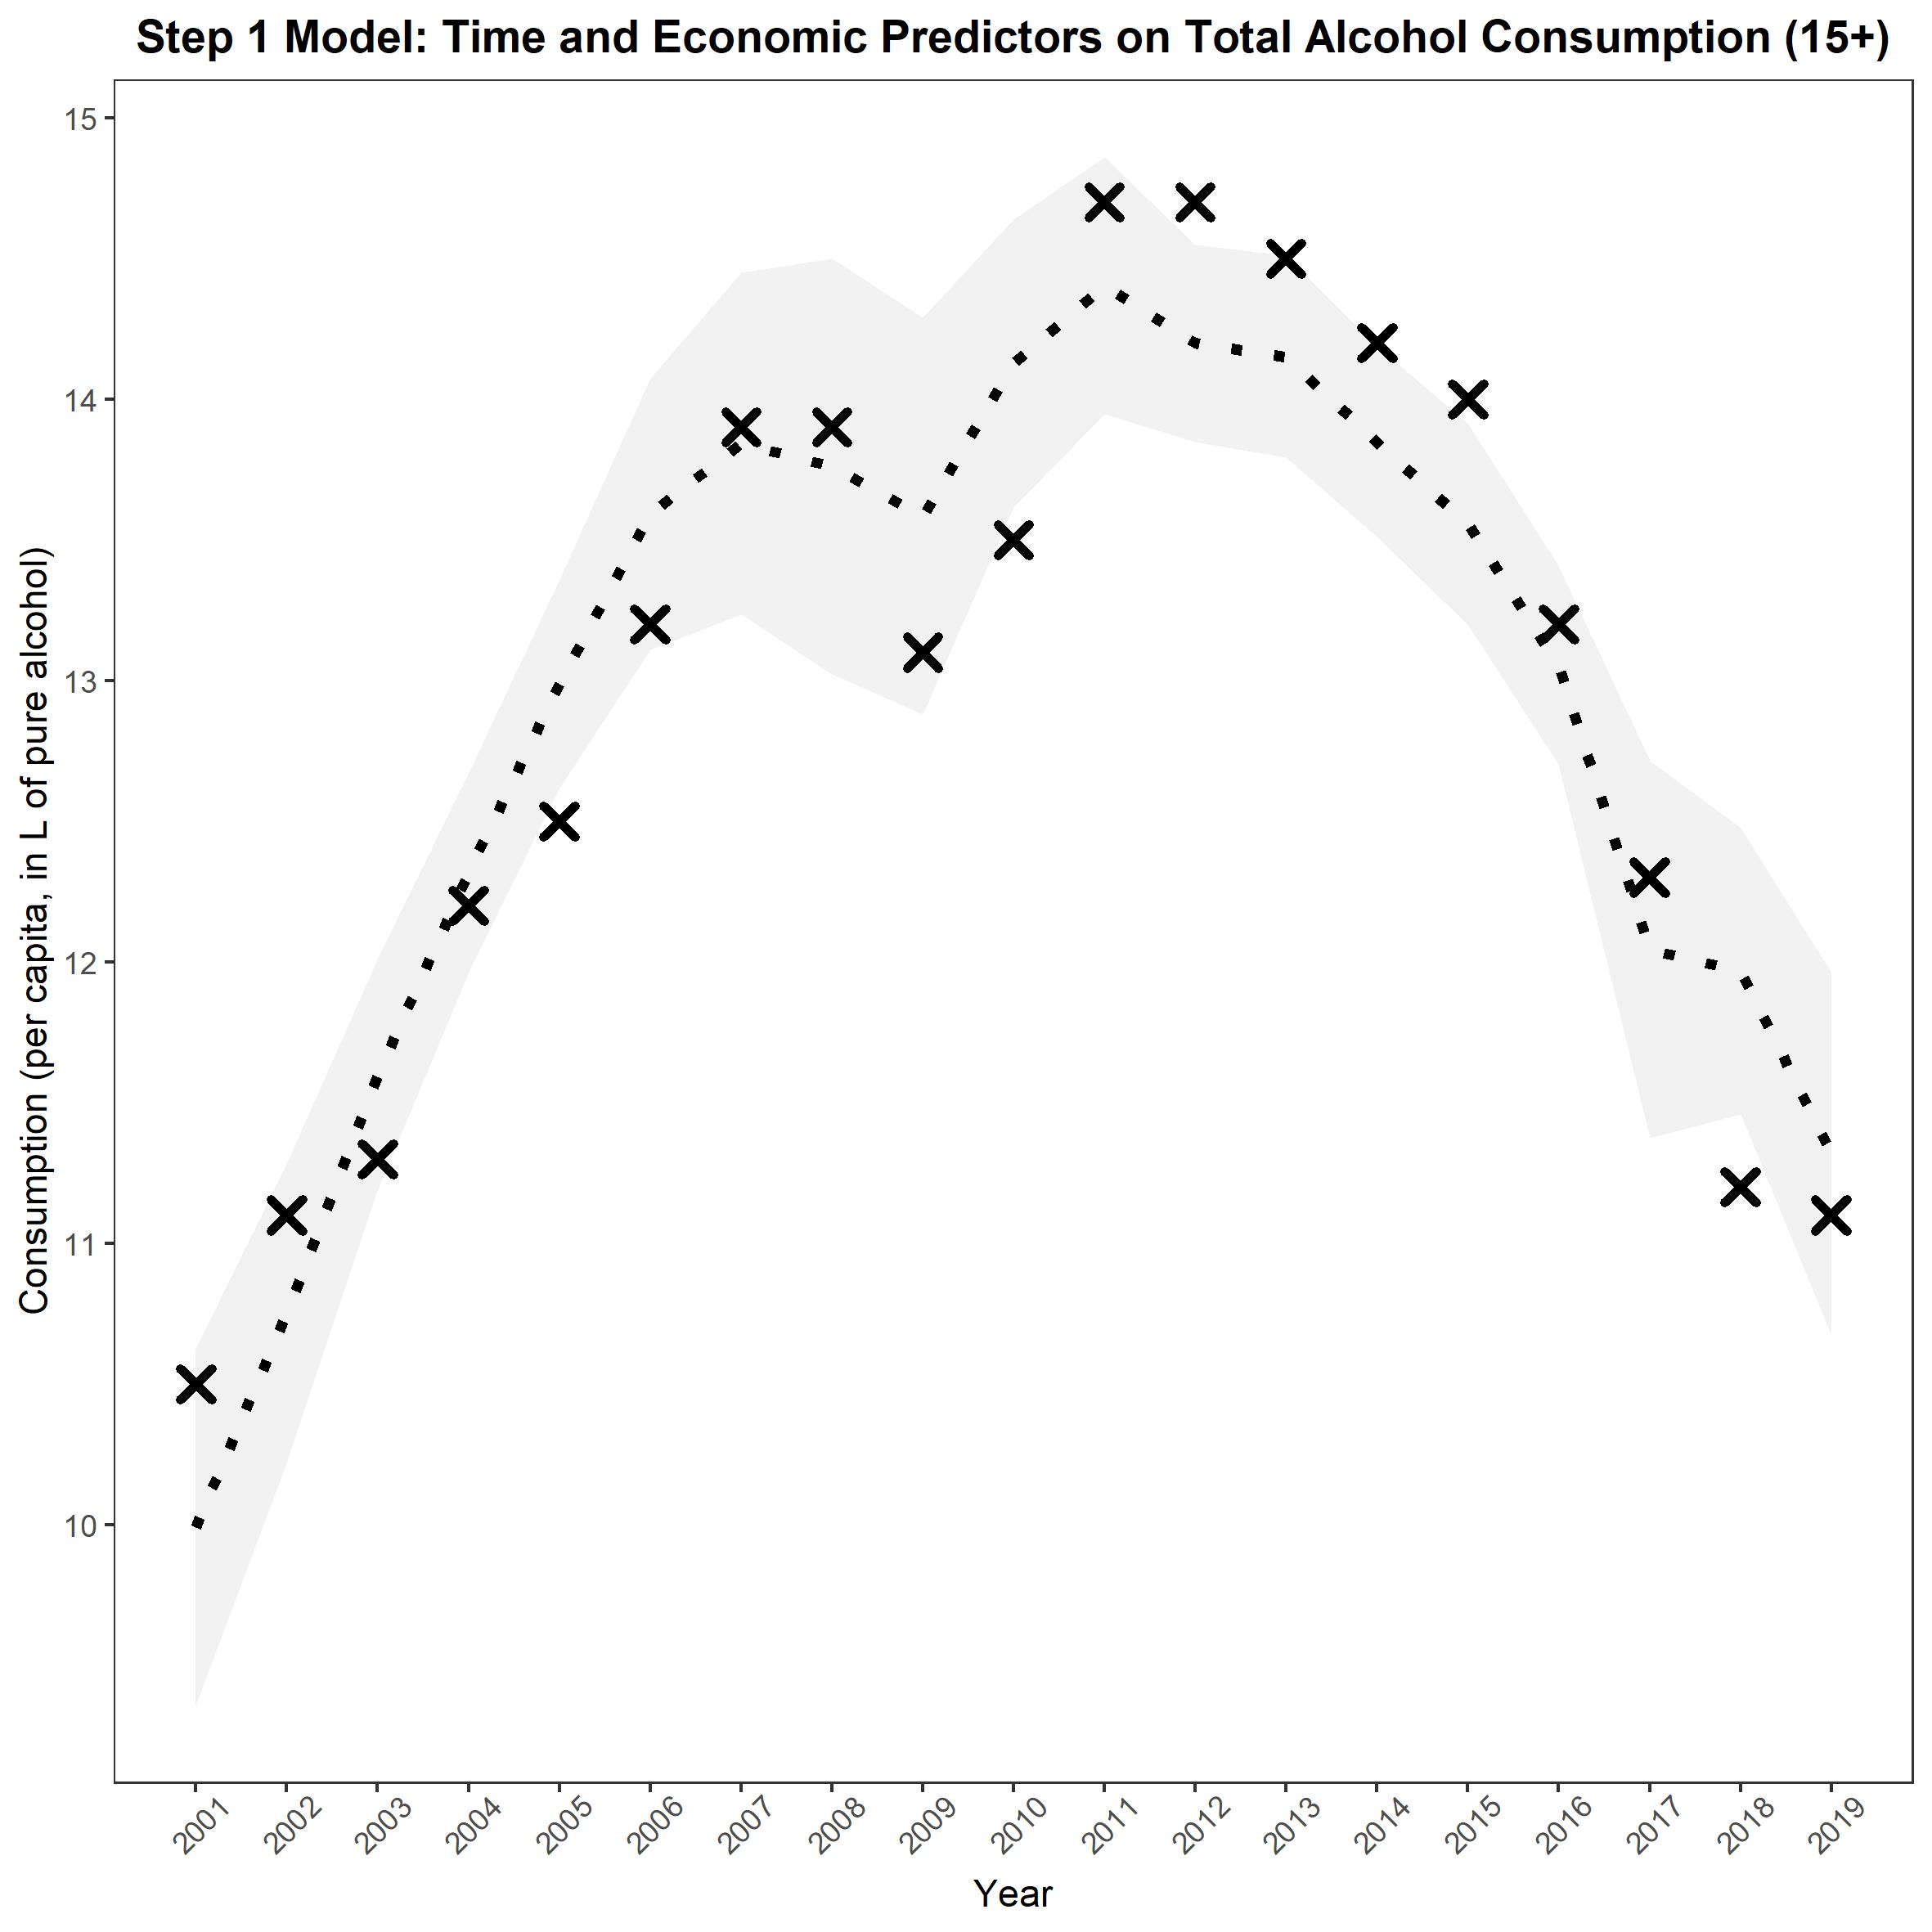 Step 1 Model: Time and Economic Predictors on Total Alcohol Consumption (15+)
Consumption (per capita, in L of pure alcohol)
15
14
13
12
11
10
2001 2002 2003 2004 2005 2006 2007 2008 2009 2010 2011 2012 2013 2014 2015 2016 2017 2018 2019
Year